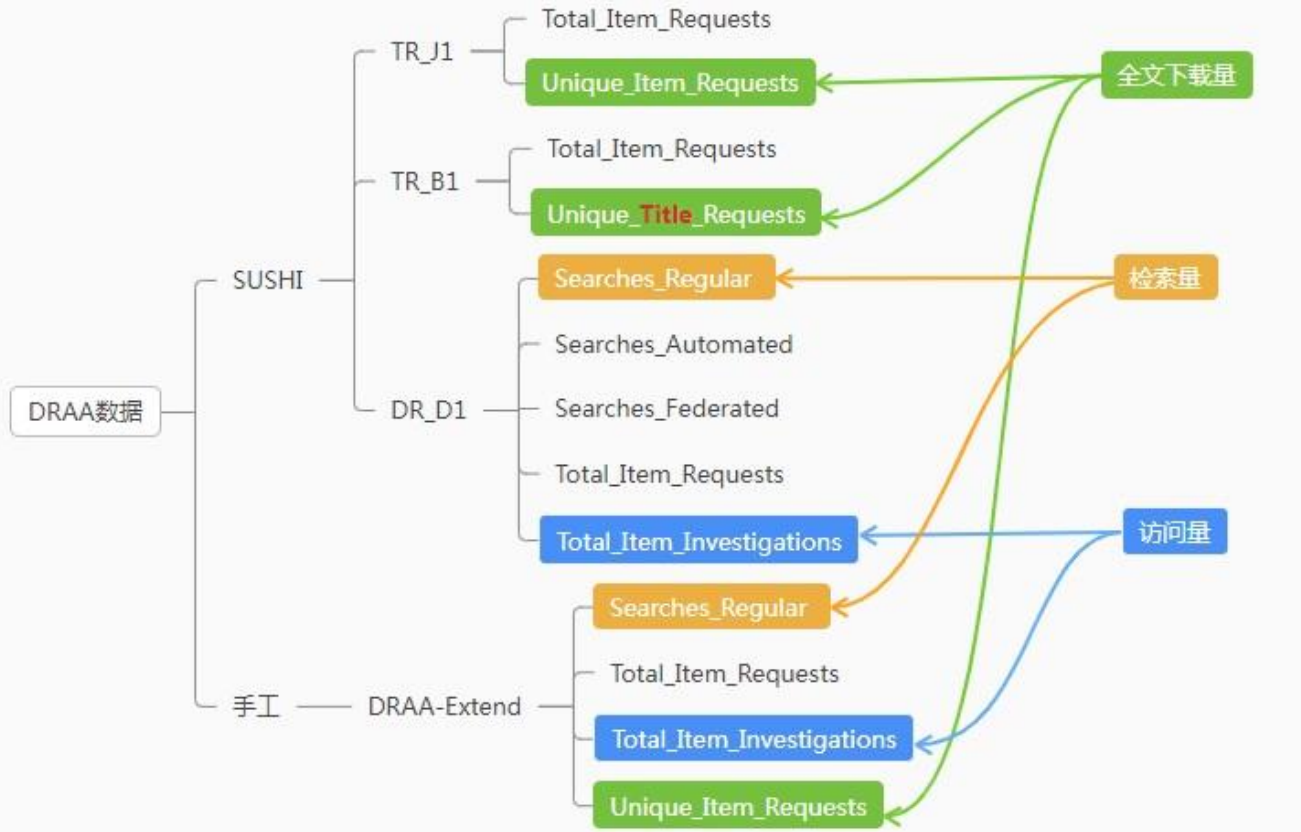 Total_Item_Requests
TR_J1
Unique_Item_Requests
全文下载量
Total_Item_Requests
TR_B1
Unique_Title_Requests
Searches_Regular
检索量
SUSHI
Searches_Automated
DRAA数据
DR_D1
Searches_Federated
Total_Item_Requests
Total_Item_Investigations
访问量
Searches_Regular
Total_Item_Requests
手工
DRAA-Extend
Total_Item_Investigations
Unique_Item_Requests